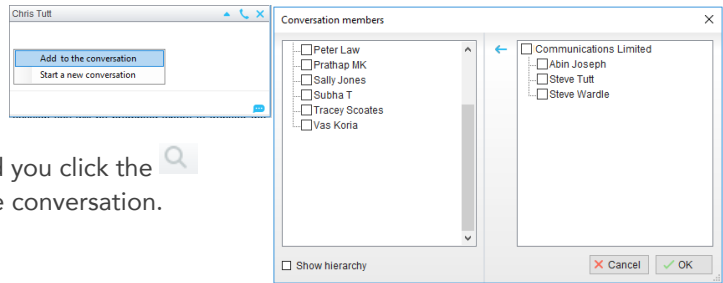 Chris Tutt
Add to the conversation
Start a new conversation
d you click the
e conversation.
Conversation members
Peter Law
Prathap MK
Sally Jones
Subha T
Tracey Scoates
Vas Koria
Show hierarchy
Communications Limited
Abin Joseph
Steve Tutt
Steve Wardle
Cancel
OK